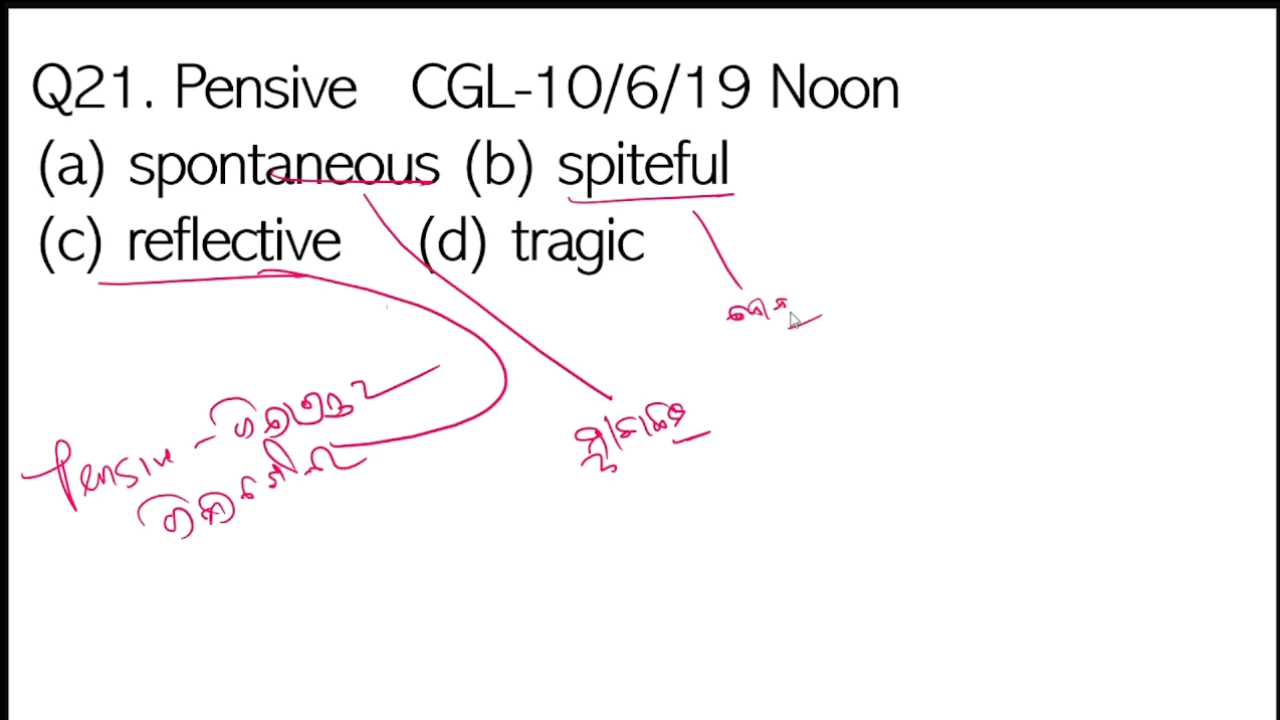 Q21. Pensive CGL-10/6/19 Noon
(a) spontaneous (b) spiteful
(c) reflective (d) tragic
Pensive -